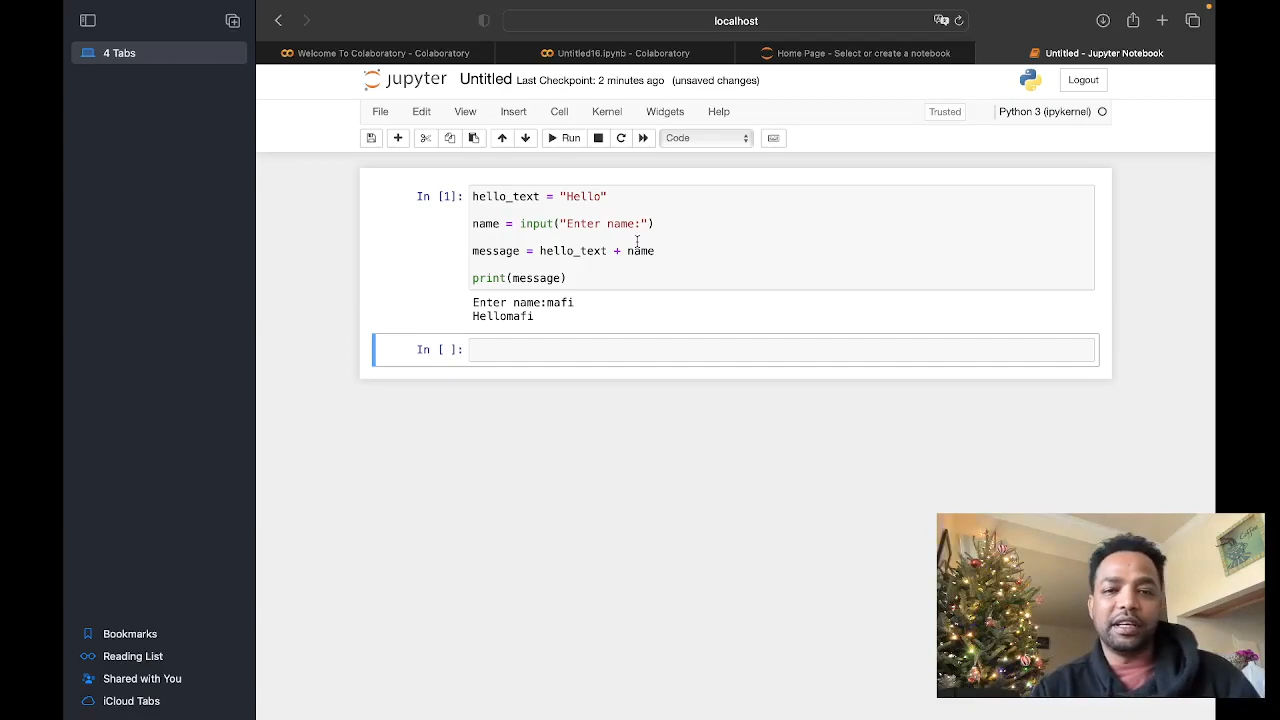 localhost
4 Tabs
Welcome To Colaboratory - Colaboratory
Untitled16.ipynb - Colaboratory
Home Page - Select or create a notebook
Untitled - Jupyter Notebook
jupyter Untitled Last Checkpoint: 2 minutes ago (unsaved changes)
Logout
File Edit View Insert Cell Kernel Widgets Help
Trusted
Python 3 (ipykernel)
Run
Code
In [1]:
hello_text = "Hello"
name = input("Enter name:")
message = hello_text + name
print(message)
Enter name:mafi
Hellomafi
In [ ]:
Coffee
Bookmarks
Reading List
Shared with You
iCloud Tabs